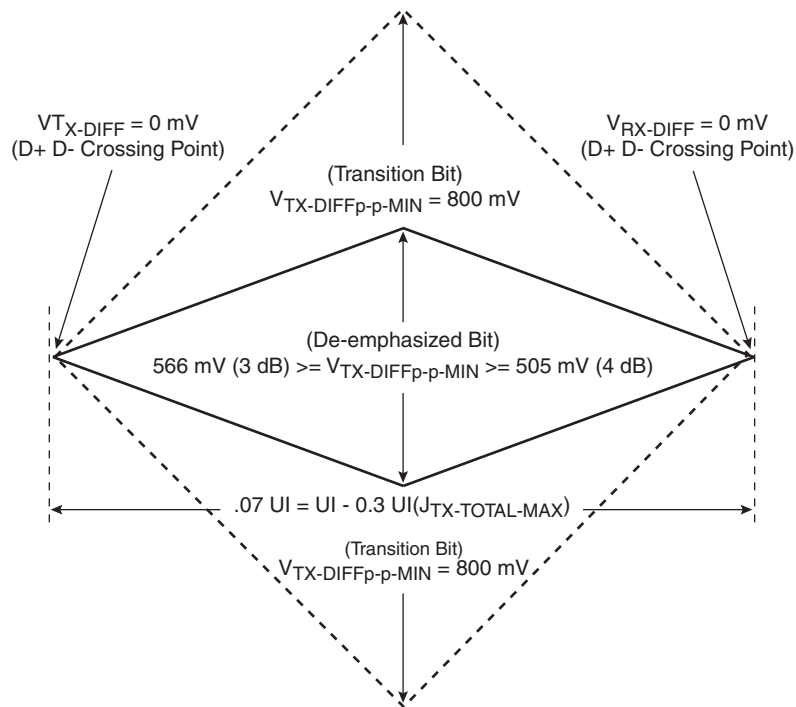 VTX-DIFF = 0 mV
(D+ D- Crossing Point)
VRX-DIFF = 0 mV
(D+ D- Crossing Point)
(Transition Bit)
VTX-DIFFp-p-MIN = 800 mV
(De-emphasized Bit)
566 mV (3 dB) >= VTX-DIFFp-p-MIN >= 505 mV (4 dB)
.07 UI = UI - 0.3 UI(JTX-TOTAL-MAX)
(Transition Bit)
VTX-DIFFp-p-MIN = 800 mV